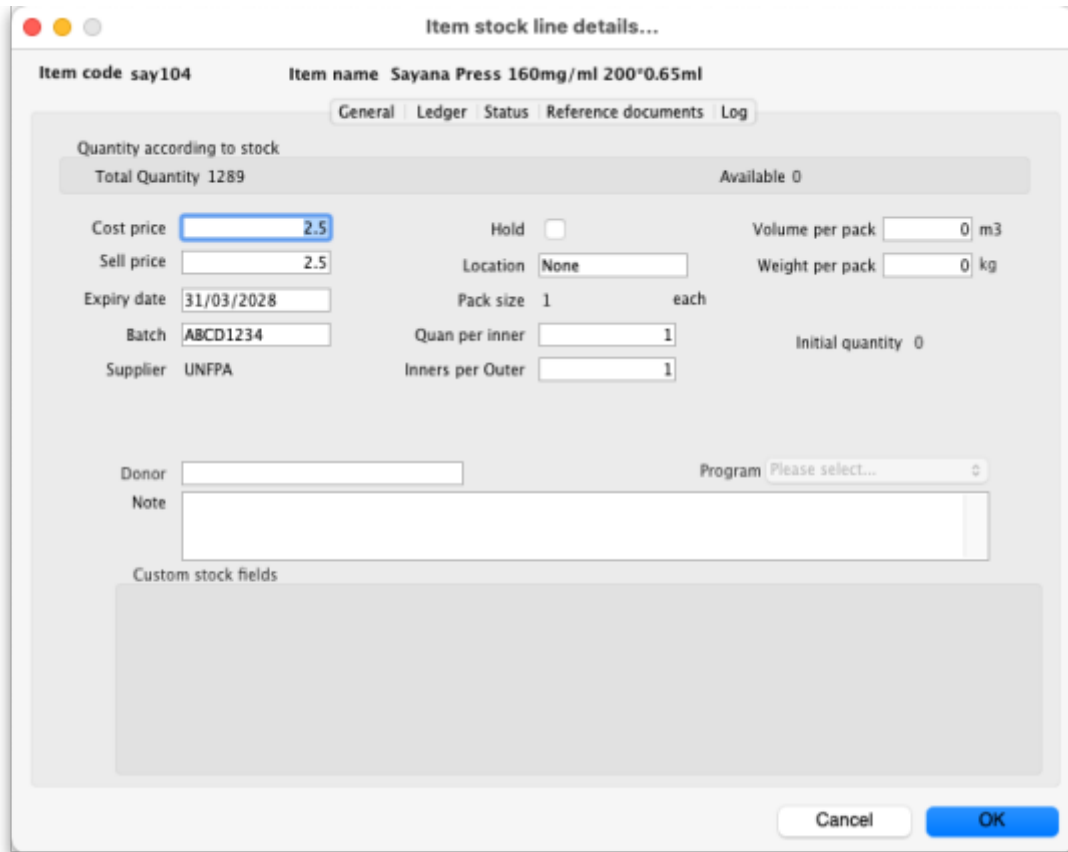 Item stock line details...
Item code say104 Item name Sayana Press 160mg/ml 200*0.65ml
General Ledger Status Reference documents Log
Quantity according to stock
Total Quantity 1289 Available 0
Cost price 2.5 Hold Volume per pack 0 m3
Sell price 2.5 Location None Weight per pack 0 kg
Expiry date 31/03/2028 Pack size 1 each
Batch ABCD1234 Quan per inner 1 Initial quantity 0
Supplier UNFPA Inners per Outer 1
Donor Program Please select...
Note
Custom stock fields
Cancel OK